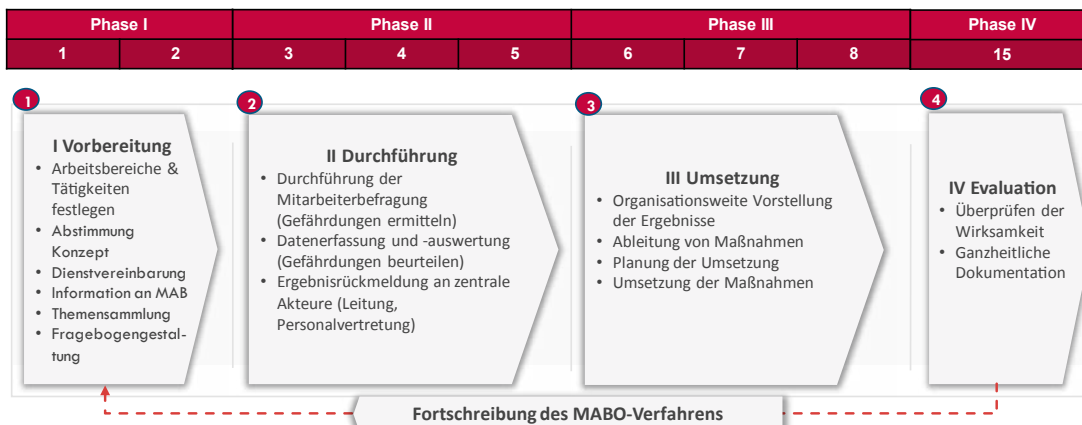 Phase I Phase II Phase III Phase IV
1 2 3 4 5 6 7 8 15
1
I Vorbereitung
• Arbeitsbereiche &
Tätigkeiten
festlegen
• Abstimmung
Konzept
• Dienstvereinbarung
• Information an MAB
• Themensammlung
• Fragebogengestal-
tung
2
II Durchführung
• Durchführung der
Mitarbeiterbefragung
(Gefährdungen ermitteln)
• Datenerfassung und -auswertung
(Gefährdungen beurteilen)
• Ergebnisrückmeldung an zentrale
Akteure (Leitung,
Personalvertretung)
3
III Umsetzung
• Organisationsweite Vorstellung
der Ergebnisse
• Ableitung von Maßnahmen
• Planung der Umsetzung
• Umsetzung der Maßnahmen
4
IV Evaluation
• Überprüfen der
Wirksamkeit
• Ganzheitliche
Dokumentation
Fortschreibung des MABO-Verfahrens